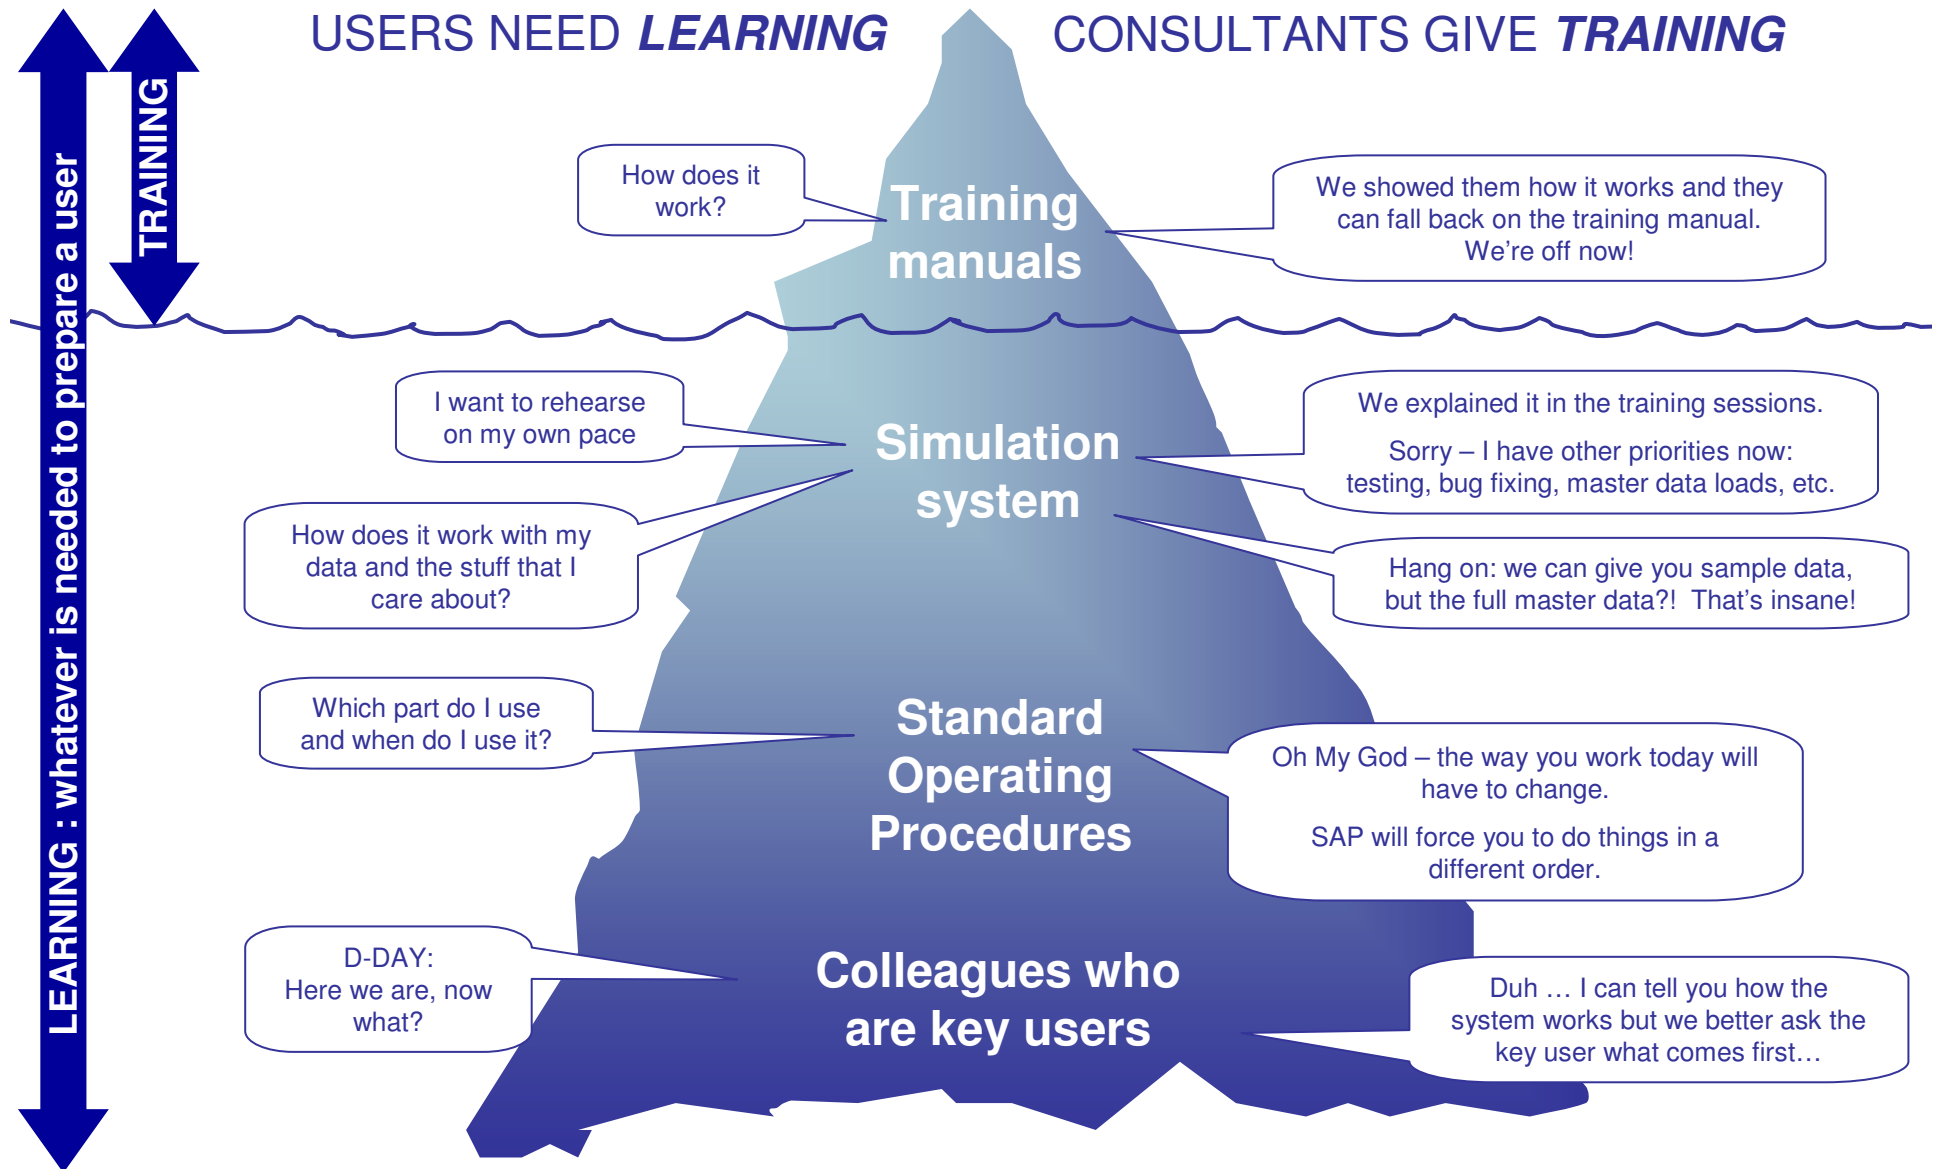 USERS NEED LEARNING
CONSULTANTS GIVE TRAINING
LEARNING : whatever is needed to prepare a user
TRAINING
How does it
work?
Training
manuals
We showed them how it works and they
can fall back on the training manual.
We’re off now!
I want to rehearse
on my own pace
How does it work with my
data and the stuff that I
care about?
Simulation
system
We explained it in the training sessions.
Sorry – I have other priorities now:
testing, bug fixing, master data loads, etc.
Hang on: we can give you sample data,
but the full master data?!  That’s insane!
Which part do I use
and when do I use it?
Standard
Operating
Procedures
Oh My God – the way you work today will
have to change.
SAP will force you to do things in a
different order.
D-DAY:
Here we are, now
what?
Colleagues who
are key users
Duh … I can tell you how the
system works but we better ask the
key user what comes first…